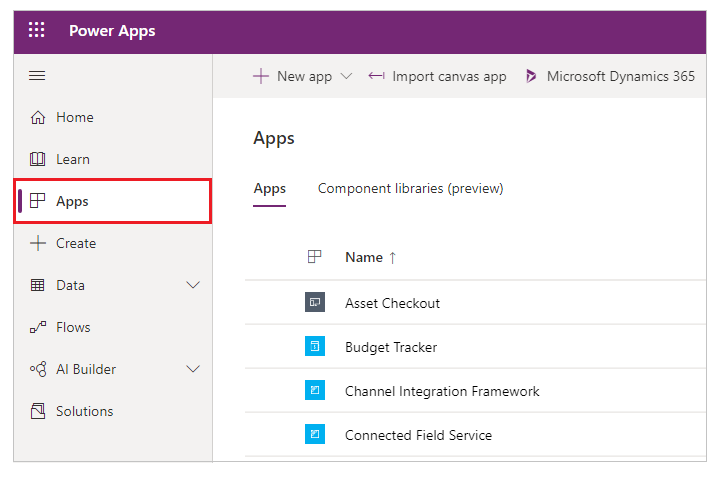 Power Apps
New app
Import canvas app
Microsoft Dynamics 365
Home
Learn
Apps
Create
Data
Flows
AI Builder
Solutions
Apps
Apps
Component libraries (preview)
Name ↑
Asset Checkout
Budget Tracker
Channel Integration Framework
Connected Field Service